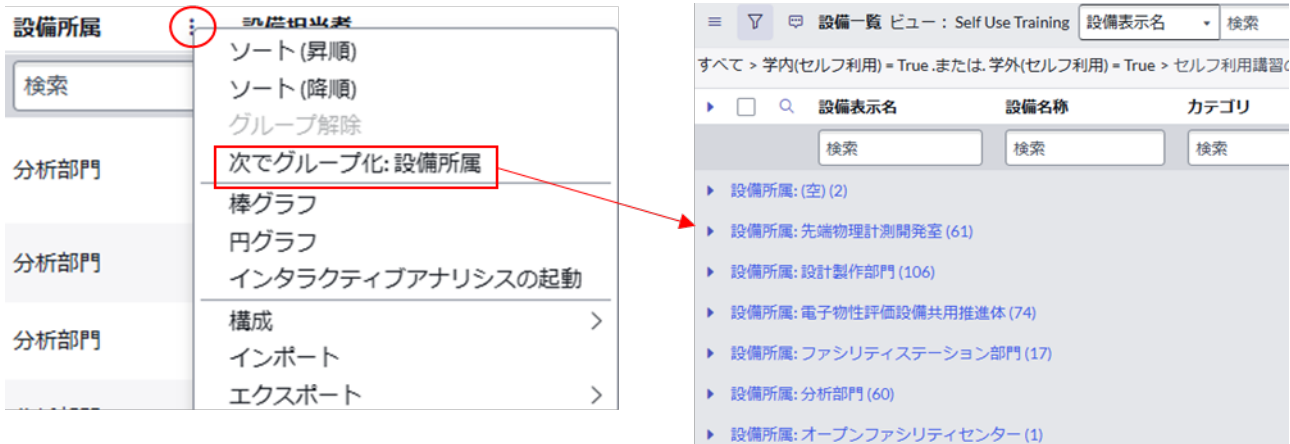 設備所属
設備担当者
検索
分析部門
分析部門
分析部門
ソート (昇順)
ソート (降順)
グループ解除
次でグループ化: 設備所属
棒グラフ
円グラフ
インタラクティブアナリシスの起動
構成
インポート
エクスポート
設備一覧 ビュー : Self Use Training 設備表示名 検索
すべて > 学内(セルフ利用) = True .または. 学外(セルフ利用) = True > セルフ利用講習の
設備表示名 設備名称 カテゴリ
検索 検索 検索
設備所属: (空) (2)
設備所属: 先端物理計測開発室 (61)
設備所属: 設計製作部門 (106)
設備所属: 電子物性評価設備共用推進体 (74)
設備所属: ファシリティステーション部門 (17)
設備所属: 分析部門 (60)
設備所属: オープンファシリティセンター (1)